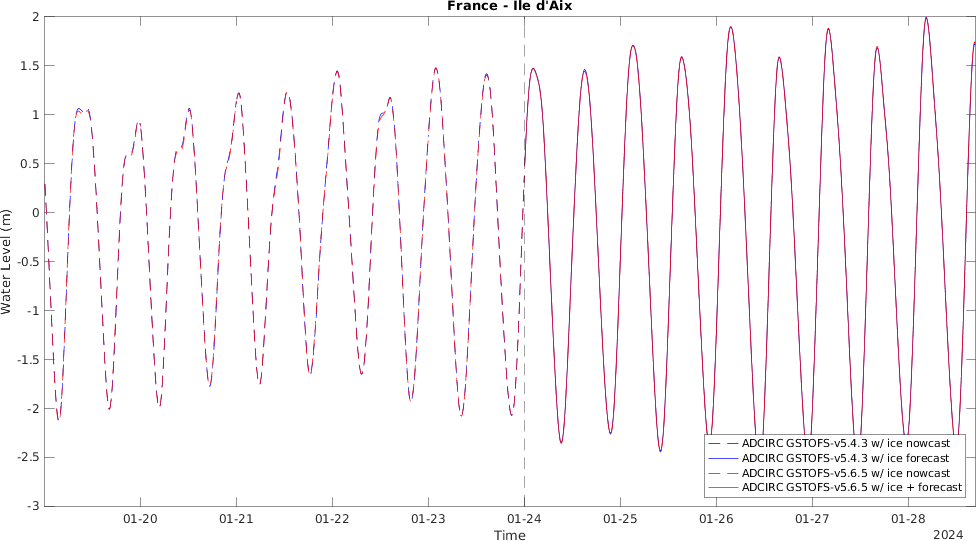 France - Ile d'Aix
2
1.5
1
0.5
0
-0.5
-1
-1.5
-2
-2.5
-3
Water Level (m)
ADCIRC GSTOFS-v5.4.3 w/ ice nowcast
ADCIRC GSTOFS-v5.4.3 w/ ice forecast
ADCIRC GSTOFS-v5.6.5 w/ ice nowcast
ADCIRC GSTOFS-v5.6.5 w/ ice + forecast
01-20 01-21 01-22 01-23 01-24 01-25 01-26 01-27 01-28
Time
2024